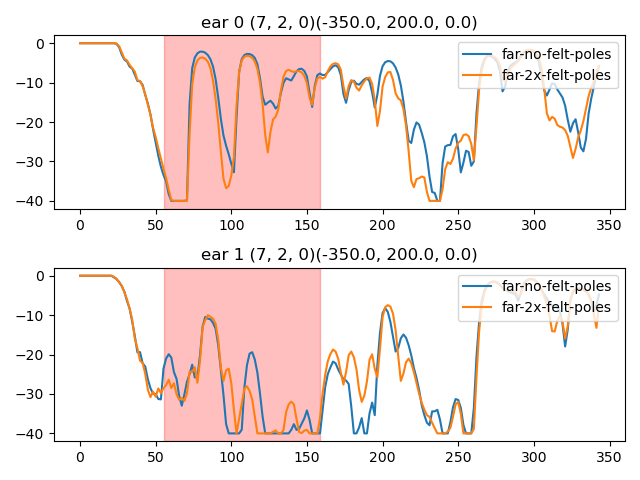 ear 0 (7, 2, 0)(-350.0, 200.0, 0.0)
0
−10
−20
−30
−40
far-no-felt-poles
far-2x-felt-poles
0 50 100 150 200 250 300 350
ear 1 (7, 2, 0)(-350.0, 200.0, 0.0)
0
−10
−20
−30
−40
far-no-felt-poles
far-2x-felt-poles
0 50 100 150 200 250 300 350